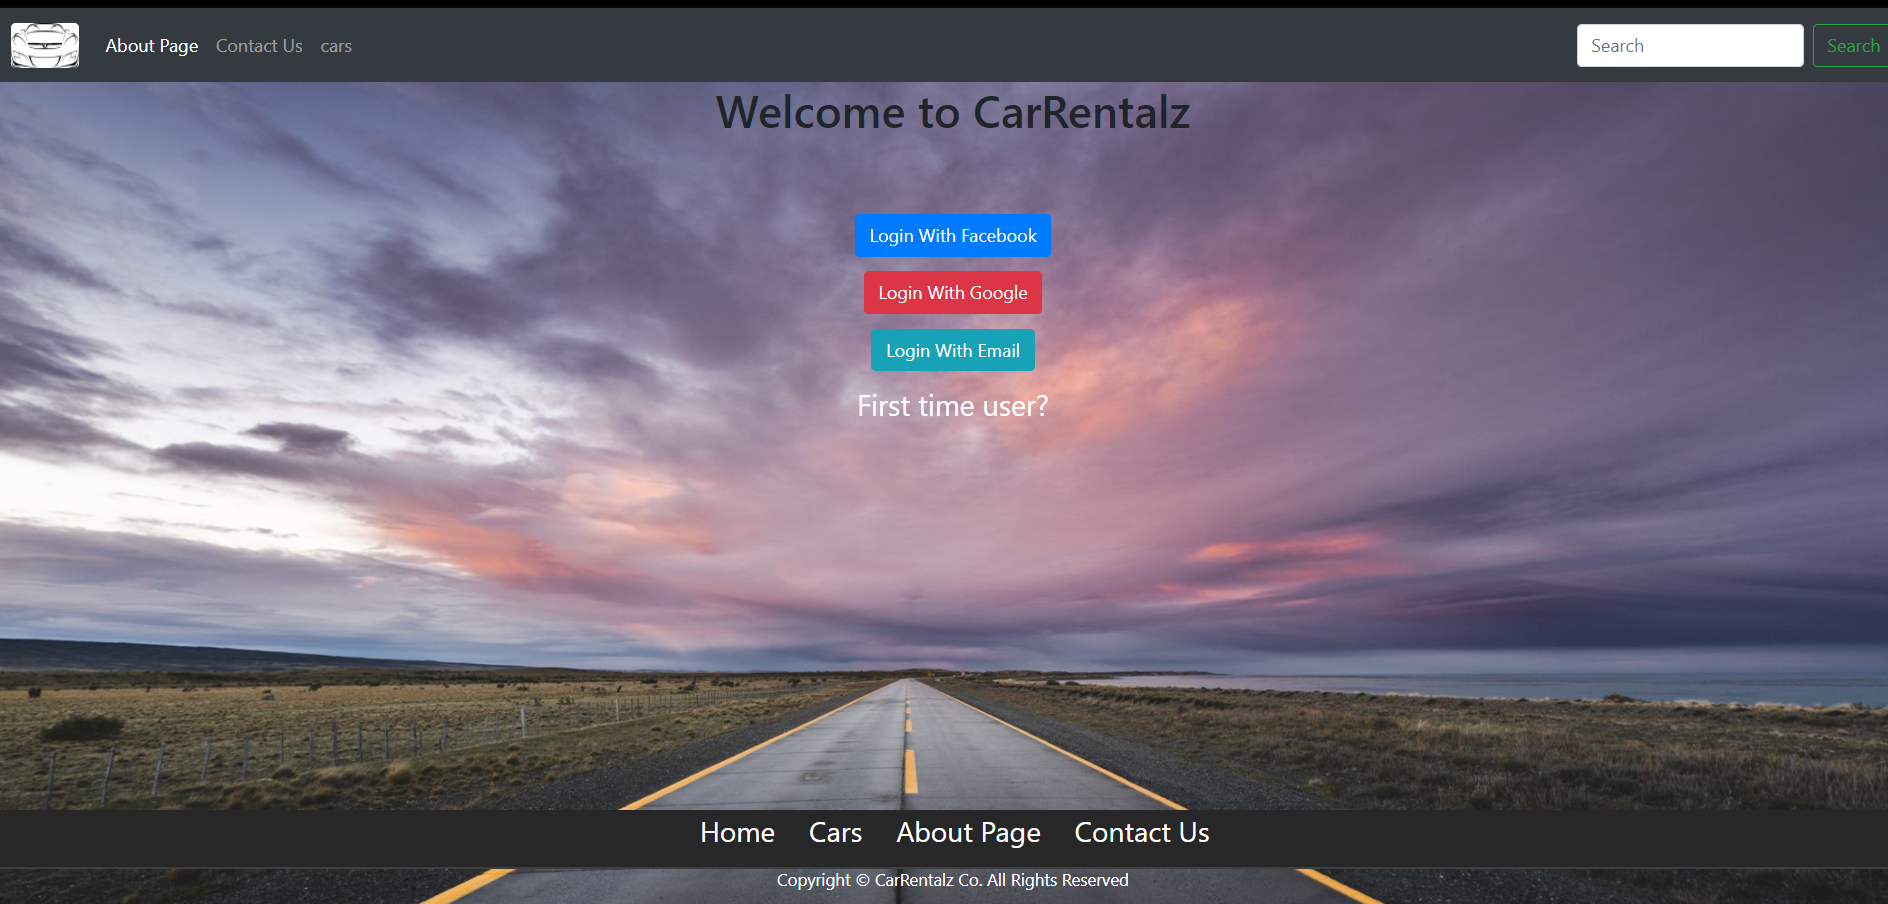 About Page Contact Us cars Search Search
Welcome to CarRentalz
Login With Facebook
Login With Google
Login With Email
First time user?
Home Cars About Page Contact Us
Copyright © CarRentalz Co. All Rights Reserved